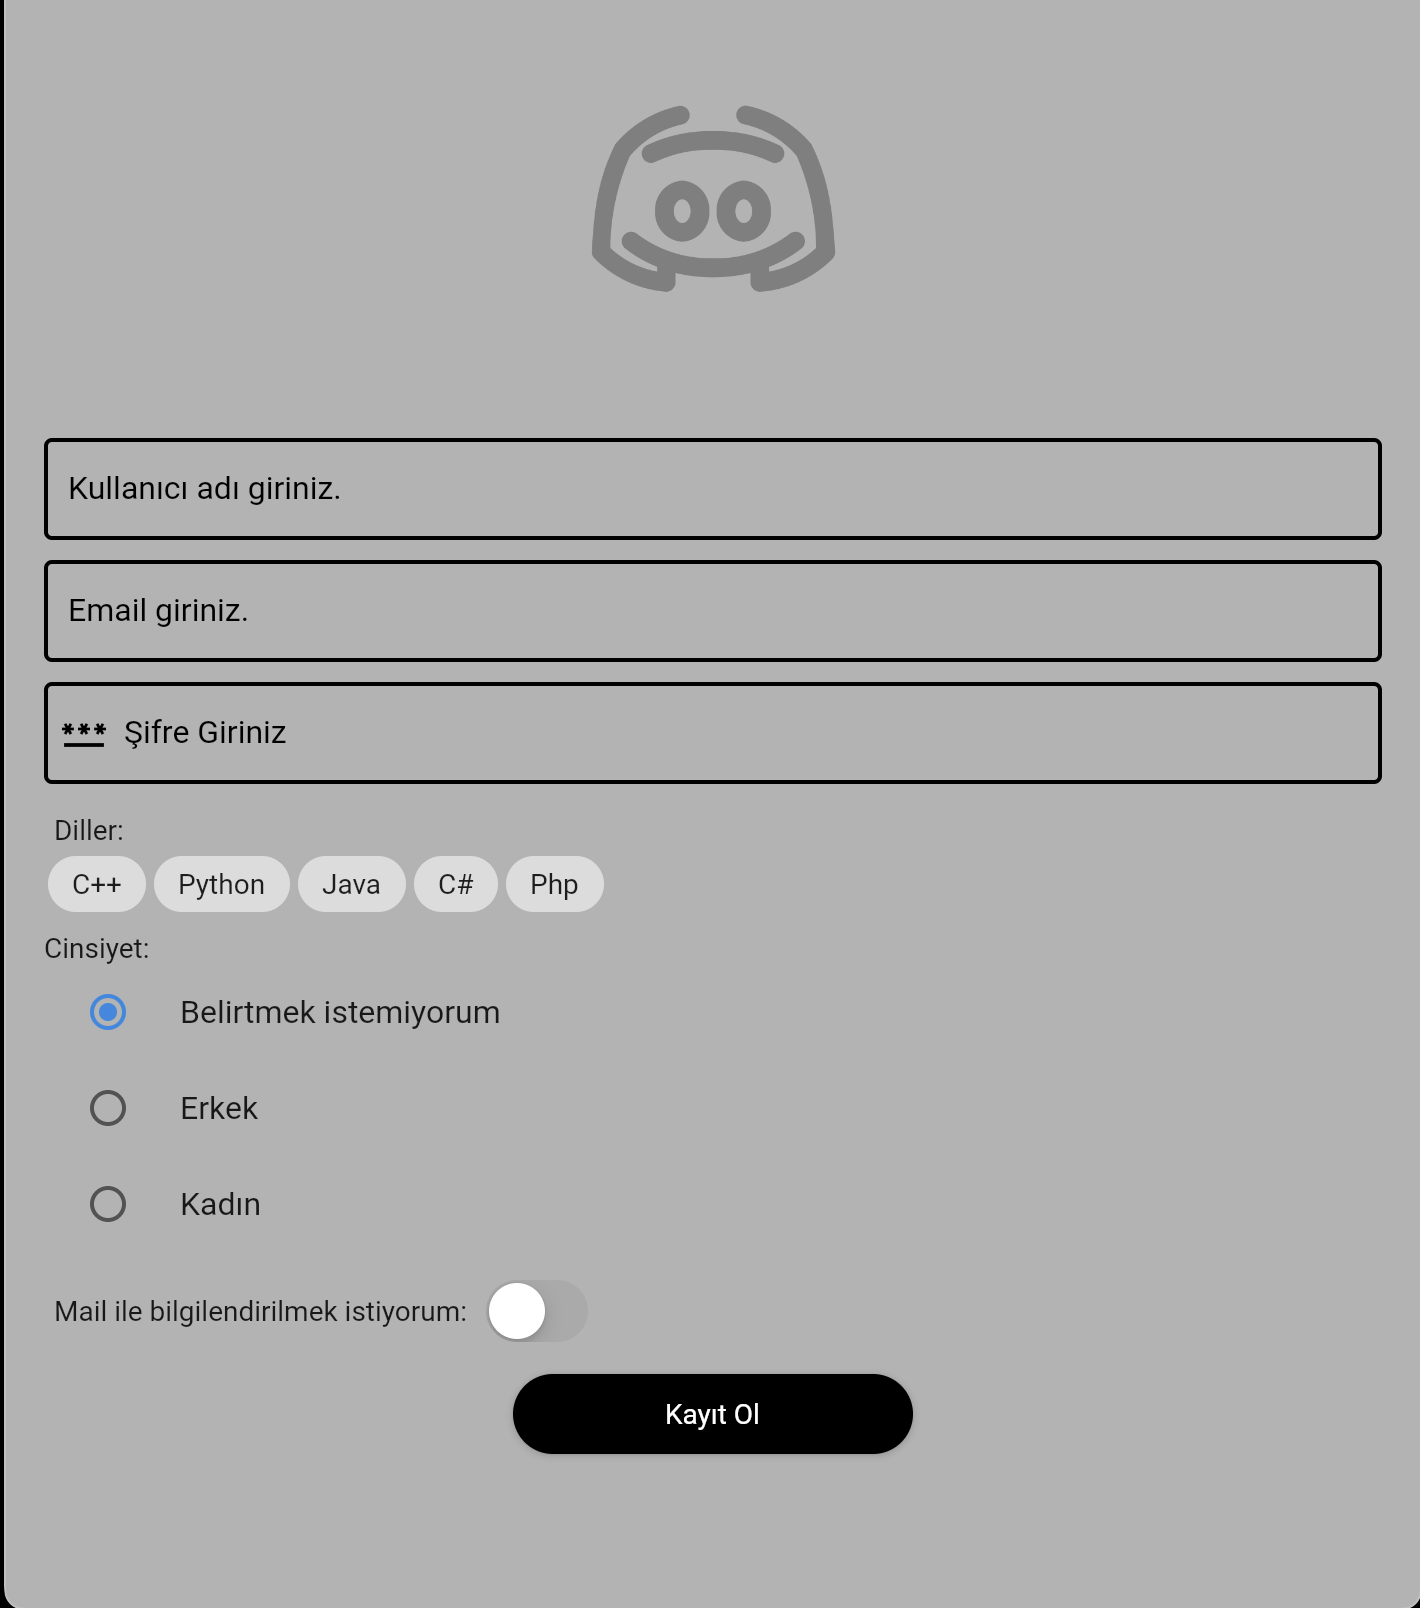 Kullanıcı adı giriniz.
Email giriniz.
*** Şifre Giriniz
Diller:
C++ Python Java C# Php
Cinsiyet:
Belirtmek istemiyorum
Erkek
Kadın
Mail ile bilgilendirilmek istiyorum:
Kayıt Ol